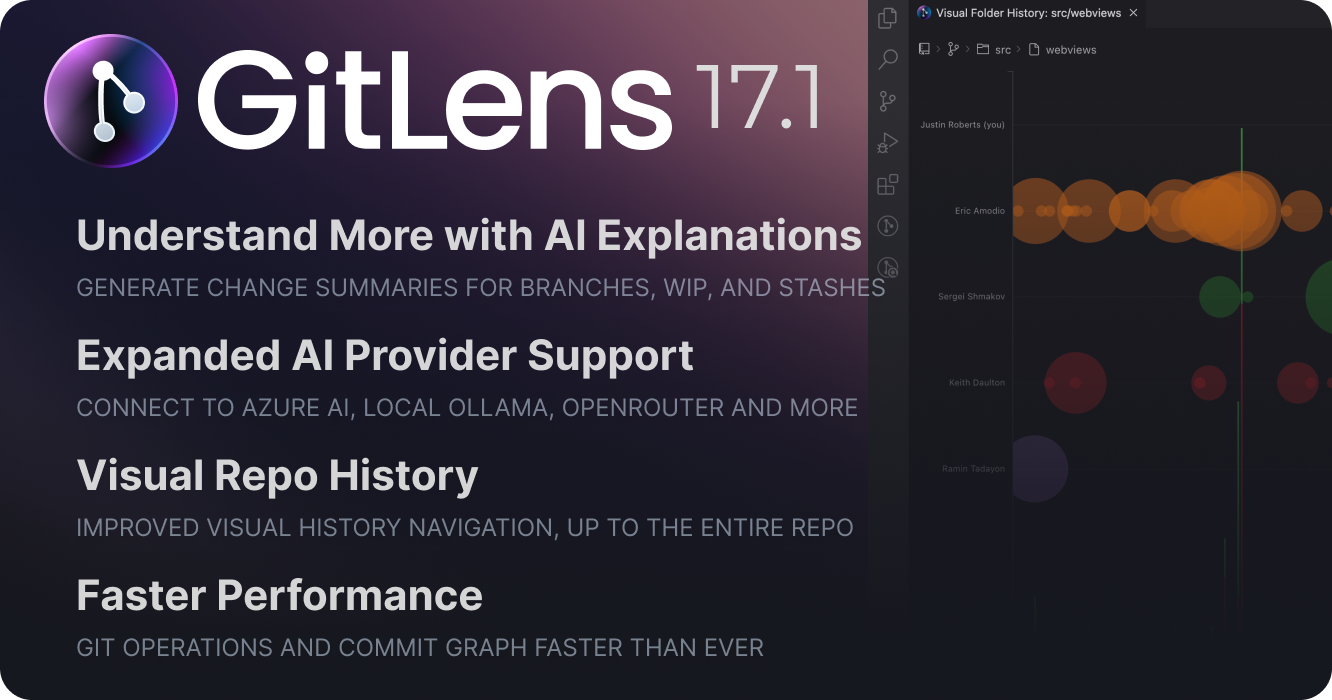 GitLens 17.1
Understand More with AI Explanations
GENERATE CHANGE SUMMARIES FOR BRANCHES, WIP, AND STASHES
Expanded AI Provider Support
CONNECT TO AZURE AI, LOCAL OLLAMA, OPENROUTER AND MORE
Visual Repo History
IMPROVED VISUAL HISTORY NAVIGATION, UP TO THE ENTIRE REPO
Faster Performance
GIT OPERATIONS AND COMMIT GRAPH FASTER THAN EVER
Visual Folder History: src/webviews
src
webviews
Justin Roberts (you)
Eric Amodio
Sergei Shmakov
Keith Daulton
Ramin Tadayon